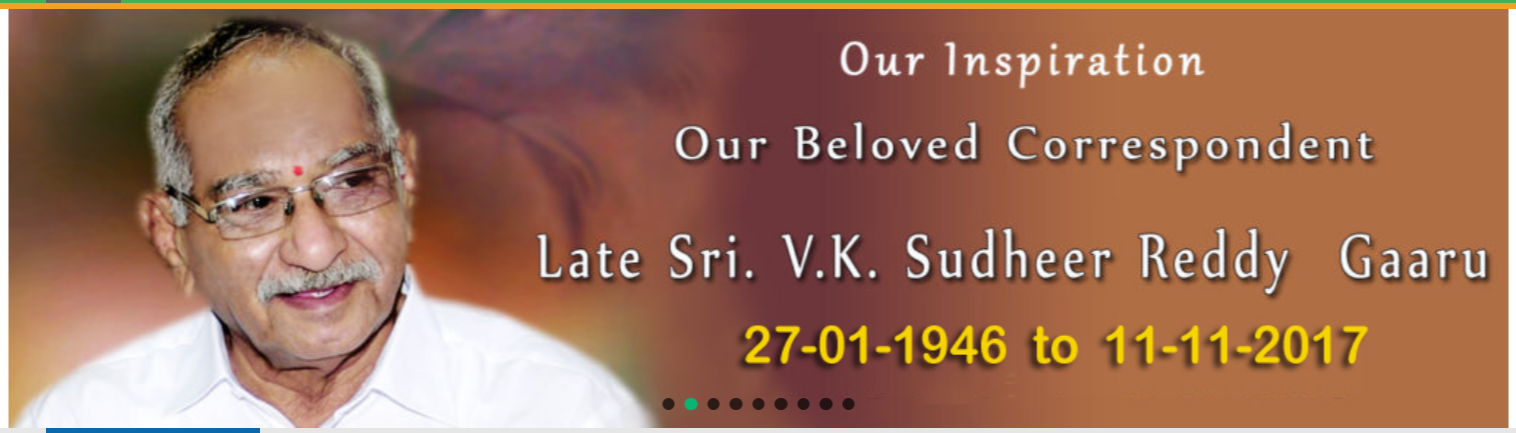 Our Inspiration
Our Beloved Correspondent
Late Sri. V.K. Sudheer Reddy Gaaru
27-01-1946 to 11-11-2017